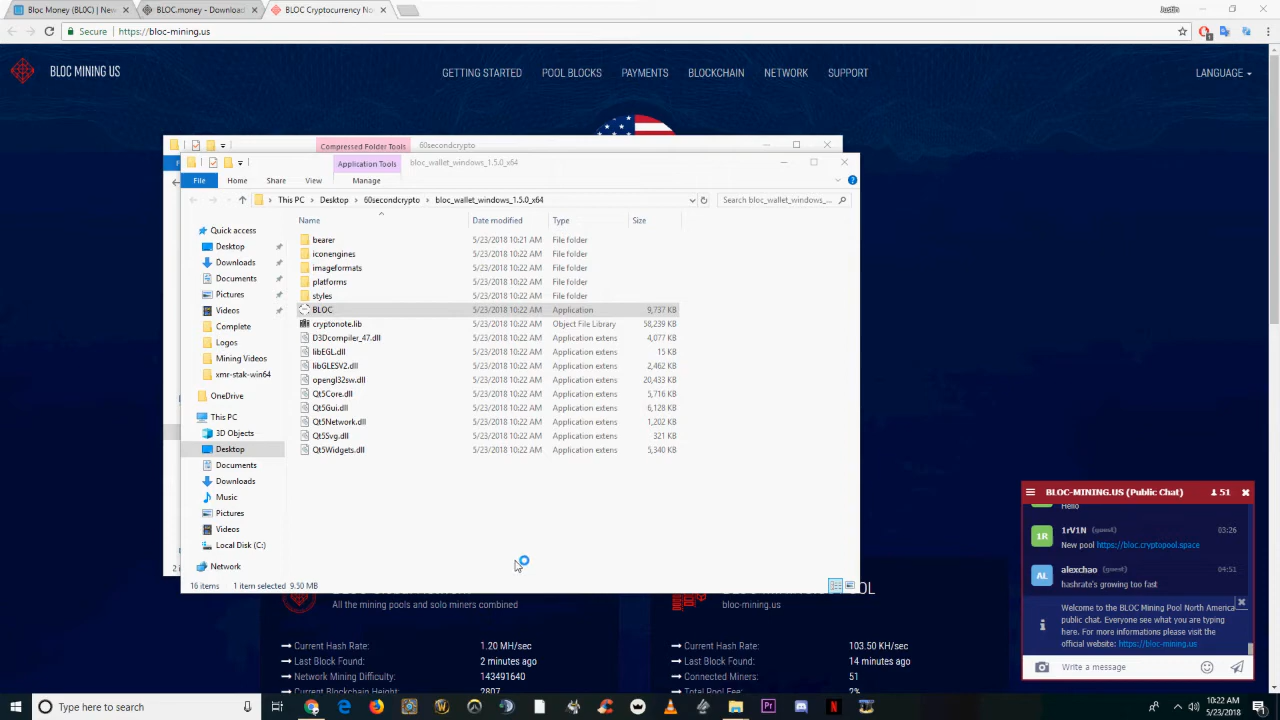 Bloc Money (BLOC) | New
BLOC.money - Download
BLOC Cryptocurrency No
Justin
Secure
https://bloc-mining.us
BLOC MINING US
GETTING STARTED
POOL BLOCKS
PAYMENTS
BLOCKCHAIN
NETWORK
SUPPORT
LANGUAGE
Compressed Folder Tools
60secondcrypto
Application Tools
bloc_wallet_windows_1.5.0_x64
File
Home
Share
View
Manage
This PC
Desktop
60secondcrypto
bloc_wallet_windows_1.5.0_x64
Search bloc_wallet_windows_...
Name
Date modified
Type
Size
Quick access
Desktop
Downloads
Documents
Pictures
Videos
Complete
Logos
Mining Videos
xmr-stak-win64
OneDrive
This PC
3D Objects
Desktop
Documents
Downloads
Music
Pictures
Videos
Local Disk (C:)
Network
bearer 5/23/2018 10:21 AM File folder
iconengines 5/23/2018 10:22 AM File folder
imageformats 5/23/2018 10:22 AM File folder
platforms 5/23/2018 10:22 AM File folder
styles 5/23/2018 10:22 AM File folder
BLOC 5/23/2018 10:22 AM Application 9,737 KB
cryptonote.lib 5/23/2018 10:22 AM Object File Library 58,239 KB
D3Dcompiler_47.dll 5/23/2018 10:22 AM Application extens 4,077 KB
libEGL.dll 5/23/2018 10:22 AM Application extens 15 KB
libGLESV2.dll 5/23/2018 10:22 AM Application extens 2,462 KB
opengl32sw.dll 5/23/2018 10:22 AM Application extens 20,433 KB
Qt5Core.dll 5/23/2018 10:22 AM Application extens 5,716 KB
Qt5Gui.dll 5/23/2018 10:22 AM Application extens 6,128 KB
Qt5Network.dll 5/23/2018 10:22 AM Application extens 1,202 KB
Qt5Svg.dll 5/23/2018 10:22 AM Application extens 321 KB
Qt5Widgets.dll 5/23/2018 10:22 AM Application extens 5,340 KB
16 items 1 item selected 9.50 MB
All the mining pools and solo miners combined
Current Hash Rate: 1.20 MH/sec
Last Block Found: 2 minutes ago
Network Mining Difficulty: 143491640
Current Blockchain Height: 2807
bloc-mining.us
Current Hash Rate: 103.50 KH/sec
Last Block Found: 14 minutes ago
Connected Miners: 51
Total Pool Fee: 2%
BLOC-MINING.US (Public Chat) 51
Hello
1R
1rV1N (guest) 03:26
New pool https://bloc.cryptopool.space
AL
alexchao (guest) 04:51
hashrate's growing too fast
Welcome to the BLOC Mining Pool North America
public chat. Everyone see what you are typing
here. For more informations please visit the
official website: https://bloc-mining.us
Write a message
Type here to search
10:22 AM
5/23/2018